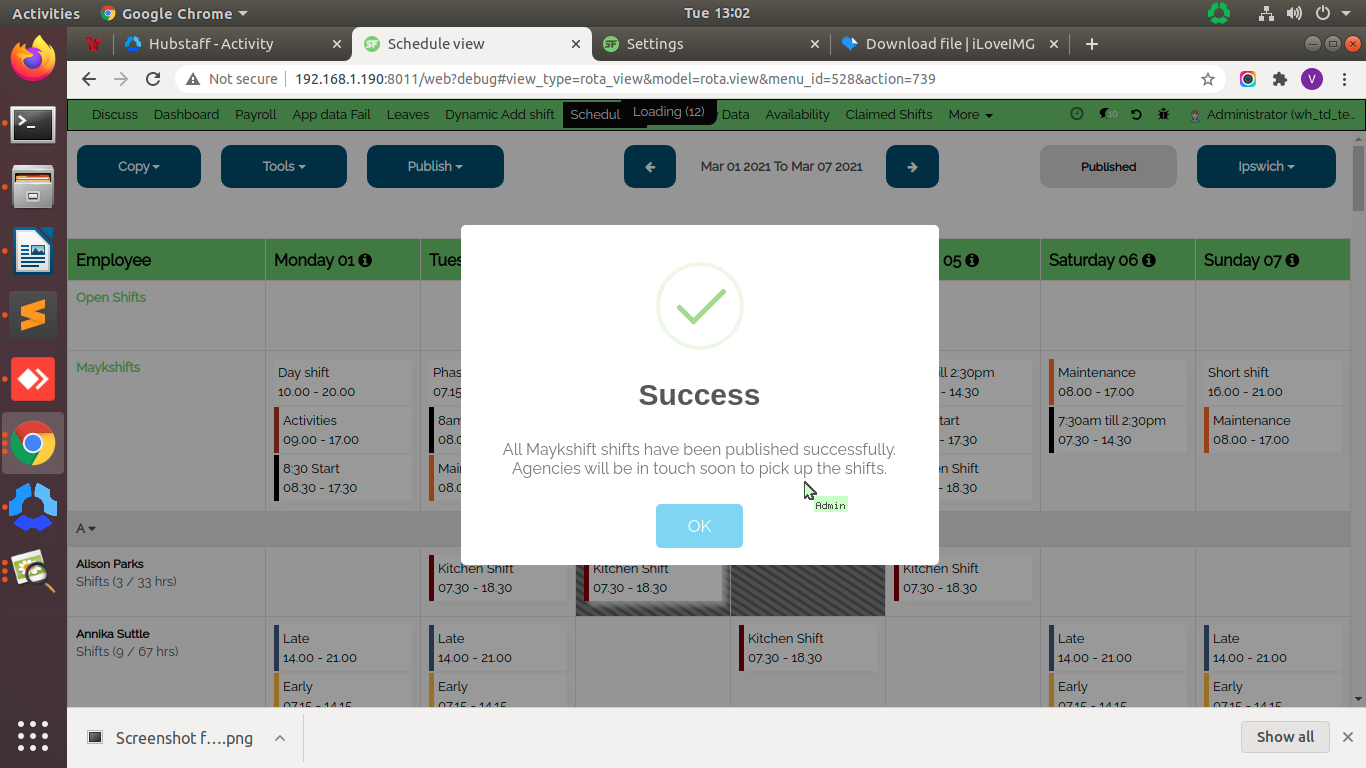 Activities Google Chrome Tue 13:02
Hubstaff - Activity Schedule view Settings Download file | iLoveIMG
Not secure 192.168.1.190:8011/web?debug#view_type=rota_view&model=rota.view&menu_id=528&action=739
Discuss Dashboard Payroll App data Fail Leaves Dynamic Add shift Schedul Loading (12) Data Availability Claimed Shifts More 10 Administrator (wh_td_te...
Copy Tools Publish Mar 01 2021 To Mar 07 2021 Published Ipswich
Employee Monday 01 Tues 05 Saturday 06 Sunday 07
Open Shifts
Maykshifts
Day shift
10.00 - 20.00
Activities
09.00 - 17.00
8:30 Start
08.30 - 17.30
Phas
07.15
8am
08.0
Mai
08.0
ill 2:30pm
- 14.30
tart
- 17.30
en Shift
- 18.30
Maintenance
08.00 - 17.00
7:30am till 2:30pm
07.30 - 14.30
Short shift
16.00 - 21.00
Maintenance
08.00 - 17.00
Success
All Maykshift shifts have been published successfully.
Agencies will be in touch soon to pick up the shifts.
Admin
OK
A
Alison Parks
Shifts (3 / 33 hrs)
Kitchen Shift
07.30 - 18.30
Kitchen Shift
07.30 - 18.30
Kitchen Shift
07.30 - 18.30
Annika Suttle
Shifts (9 / 67 hrs)
Late
14.00 - 21.00
Early
07.15 - 14.15
Late
14.00 - 21.00
Early
07.15 - 14.15
Kitchen Shift
07.30 - 18.30
Late
14.00 - 21.00
Early
07.15 - 14.15
Late
14.00 - 21.00
Early
07.15 - 14.15
Screenshot f....png Show all